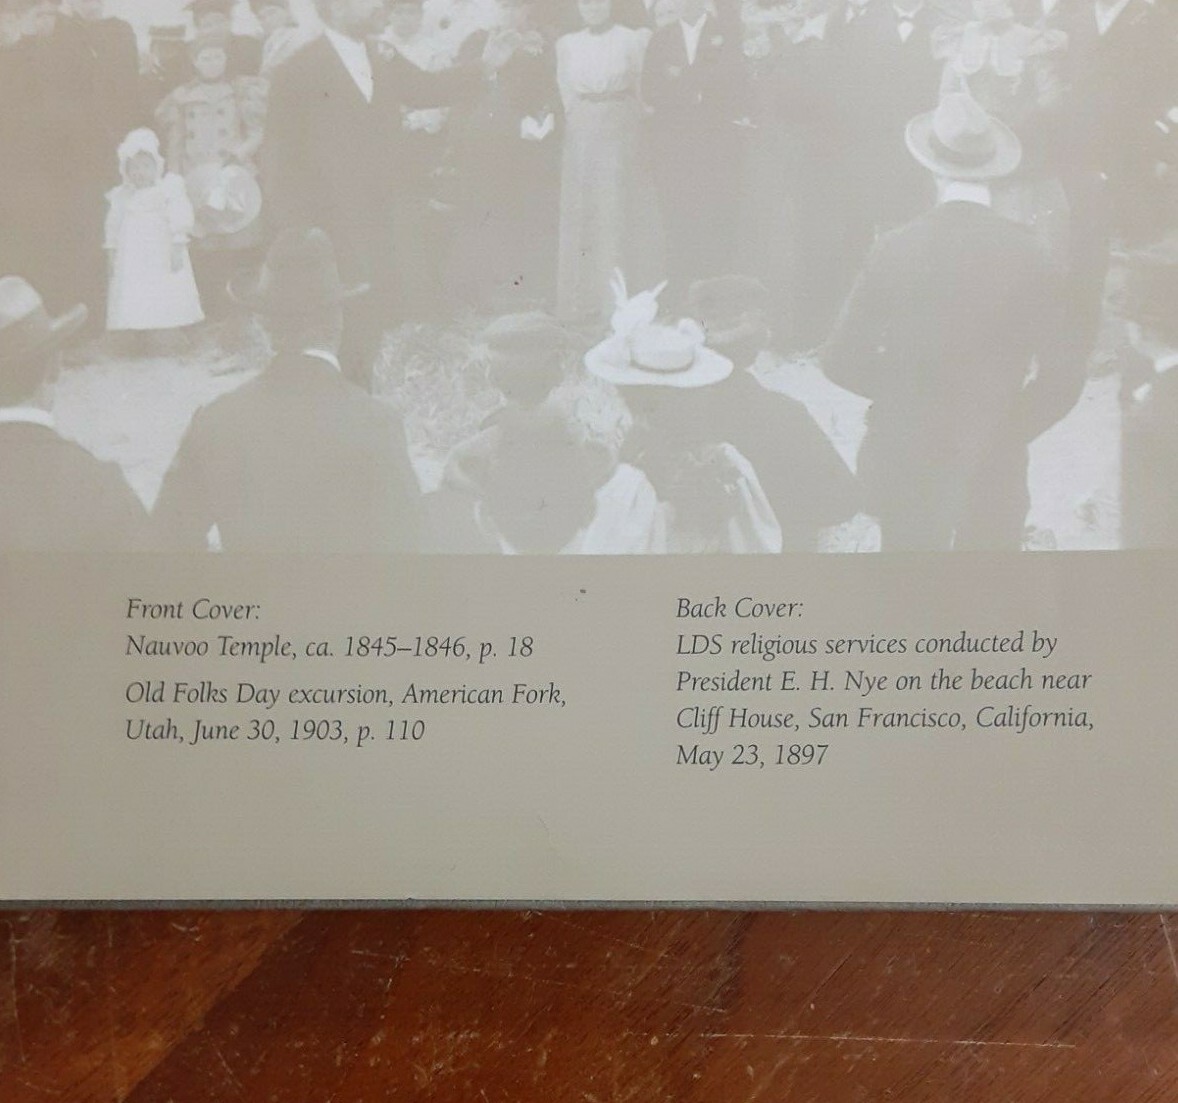 Front Cover:
Nauvoo Temple, ca. 1845–1846, p. 18
Old Folks Day excursion, American Fork,
Utah, June 30, 1903, p. 110
Back Cover:
LDS religious services conducted by
President E. H. Nye on the beach near
Cliff House, San Francisco, California,
May 23, 1897